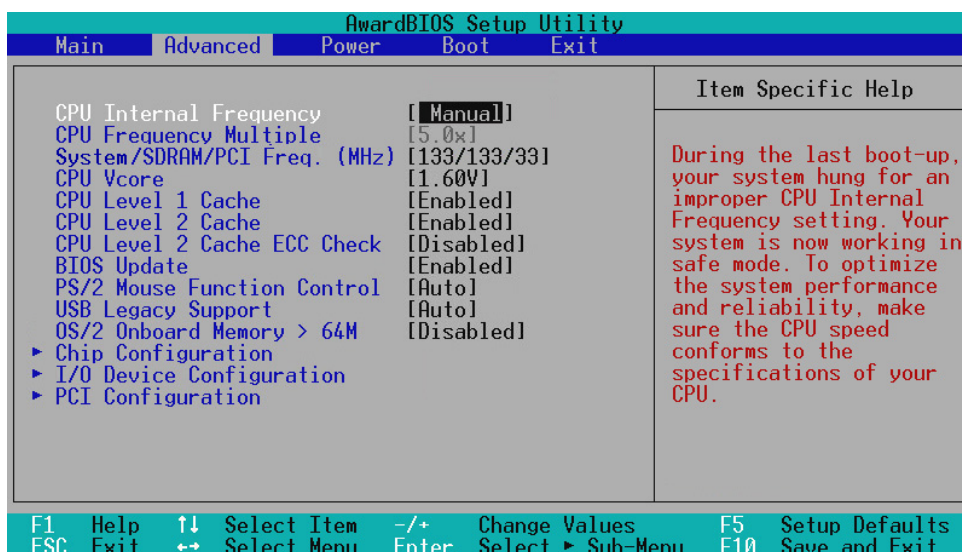 AwardBIOS Setup Utility
Main Advanced Power Boot Exit
Item Specific Help
CPU Internal Frequency [ Manual]
CPU Frequency Multiple [5.0x]
System/SDRAM/PCI Freq. (MHz) [133/133/33]
CPU Vcore [1.60V]
CPU Level 1 Cache [Enabled]
CPU Level 2 Cache [Enabled]
CPU Level 2 Cache ECC Check [Disabled]
BIOS Update [Enabled]
PS/2 Mouse Function Control [Auto]
USB Legacy Support [Auto]
OS/2 Onboard Memory > 64M [Disabled]
▸ Chip Configuration
▸ I/O Device Configuration
▸ PCI Configuration
During the last boot-up,
your system hung for an
improper CPU Internal
Frequency setting. Your
system is now working in
safe mode. To optimize
the system performance
and reliability, make
sure the CPU speed
conforms to the
specifications of your
CPU.
F1 Help ↑↓ Select Item -/+ Change Values F5 Setup Defaults
ESC Exit ←→ Select Menu Enter Select ▸ Sub-Menu F10 Save and Exit